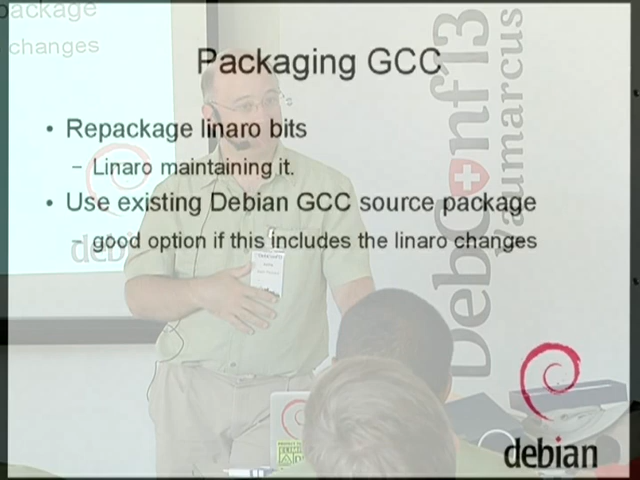 package
changes
Packaging GCC
• Repackage linaro bits
– Linaro maintaining it.
• Use existing Debian GCC source package
– good option if this includes the linaro changes
DebConf13
Vaumarcus
debian
deb